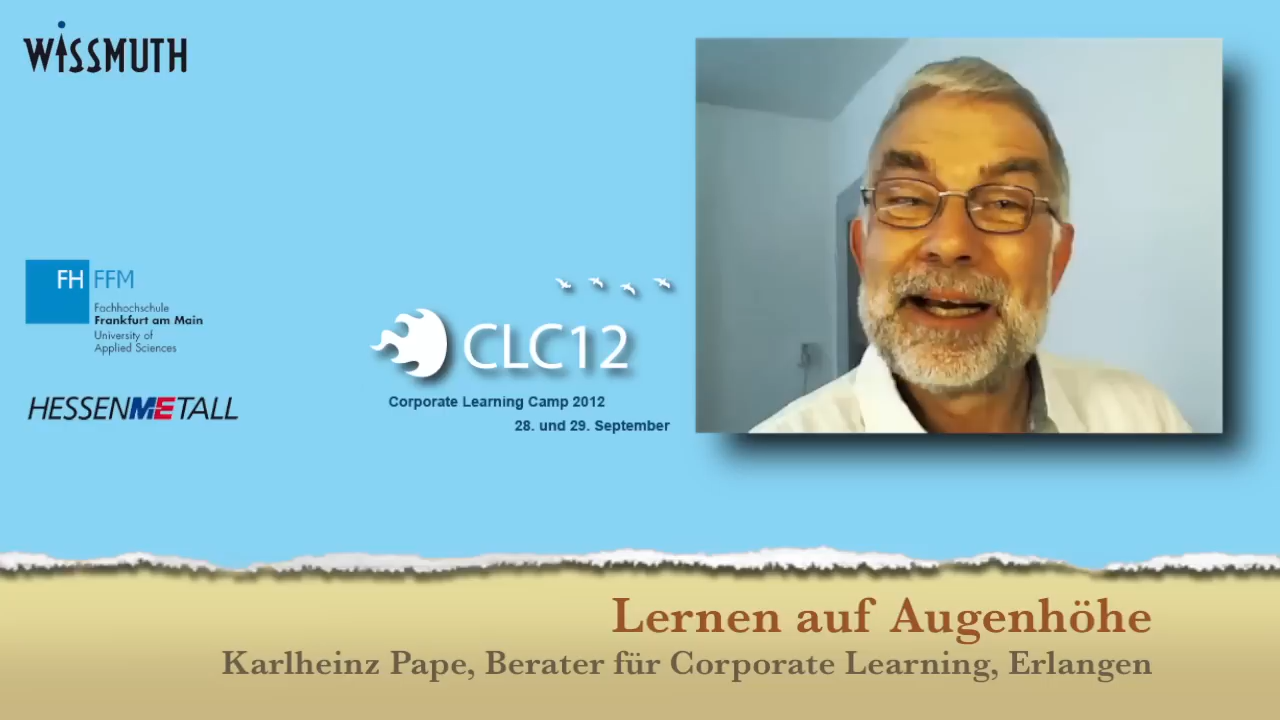 WISSMUTH
FH FFM
Fachhochschule
Frankfurt am Main
University of
Applied Sciences
HESSENMETALL
CLC12
Corporate Learning Camp 2012
28. und 29. September
Lernen auf Augenhöhe
Karlheinz Pape, Berater für Corporate Learning, Erlangen